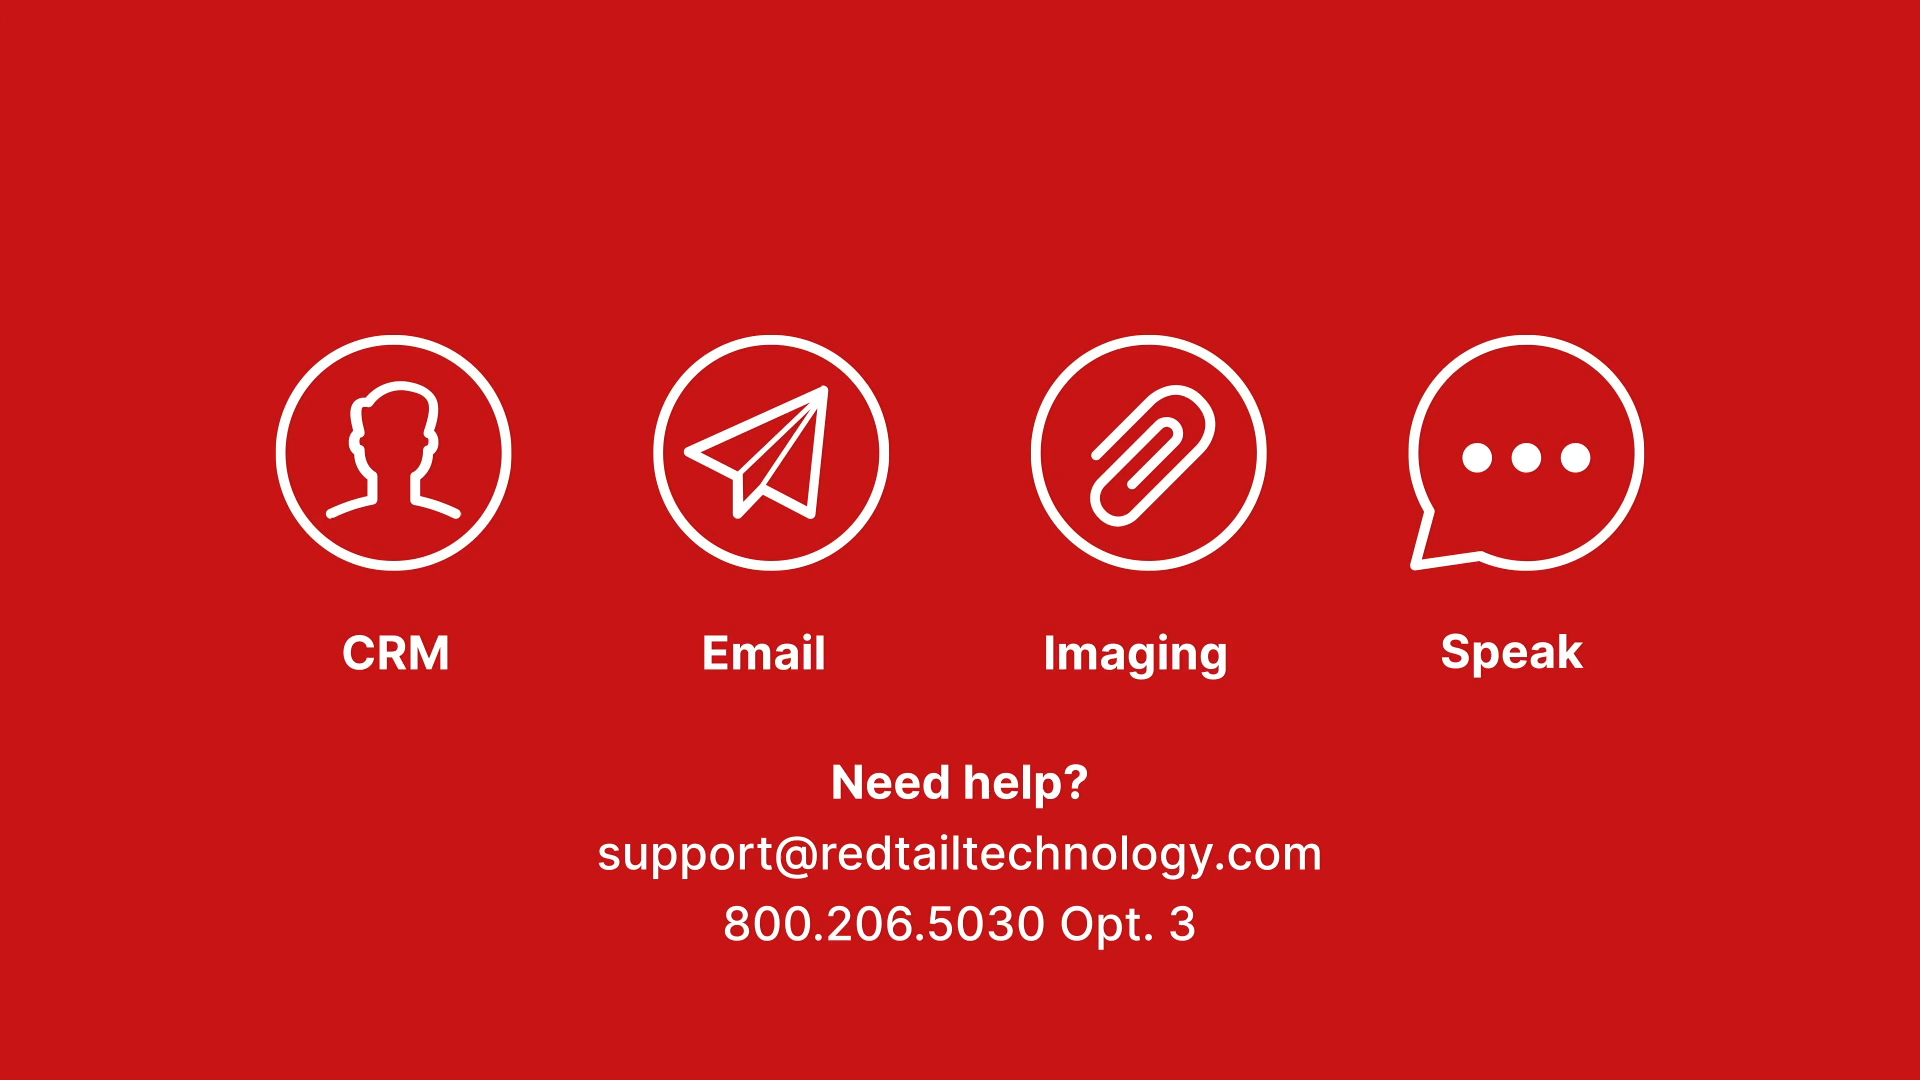 CRM Email Imaging Speak
Need help?
support@redtailtechnology.com
800.206.5030 Opt. 3